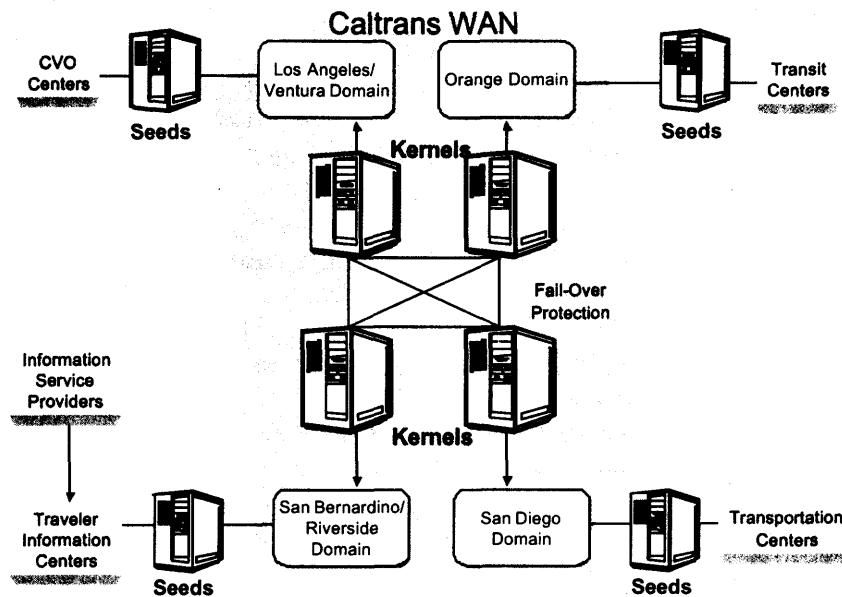 Caltrans WAN
CVO
Centers
Seeds
Los Angeles/
Ventura Domain
Orange Domain
Seeds
Transit
Centers
Kernels
Fail-Over
Protection
Information
Service
Providers
Kernels
Traveler
Information
Centers
Seeds
San Bernardino/
Riverside
Domain
San Diego
Domain
Seeds
Transportation
Centers